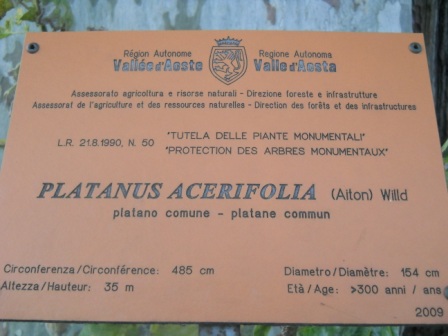 Région Autonome
Vallée d'Aoste
Regione Autonoma
Valle d'Aosta
Assessorato agricoltura e risorse naturali - Direzione foreste e infrastrutture
Assessorat de l'agriculture et des ressources naturelles - Direction des forêts et des infrastructures
L.R. 21.8.1990, N. 50
"TUTELA DELLE PIANTE MONUMENTALI"
"PROTECTION DES ARBRES MONUMENTAUX"
PLATANUS ACERIFOLIA (Aiton) Willd
platano comune - platane commun
Circonferenza/Circonférence: 485 cm
Diametro/Diamètre: 154 cm
Altezza/Hauteur: 35 m
Età/Age: >300 anni / ans
2009